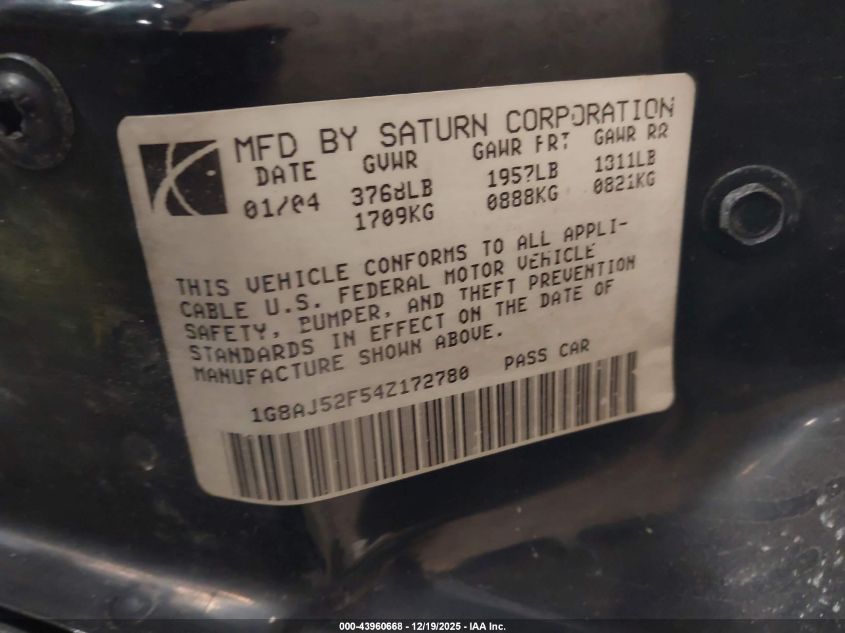 MFD BY SATURN CORPORATION
DATE GVWR GAWR FRT GAWR RR
01/04 3768LB 1957LB 1811LB
1709KG 0888KG 0821KG
THIS VEHICLE CONFORMS TO ALL APPLI-
CABLE U.S. FEDERAL MOTOR VEHICLE
SAFETY, BUMPER, AND THEFT PREVENTION
STANDARDS IN EFFECT ON THE DATE OF
MANUFACTURE SHOWN ABOVE.
1G8AJ52F54Z172780 PASS CAR
000-43960668 - 12/19/2025 - IAA Inc.